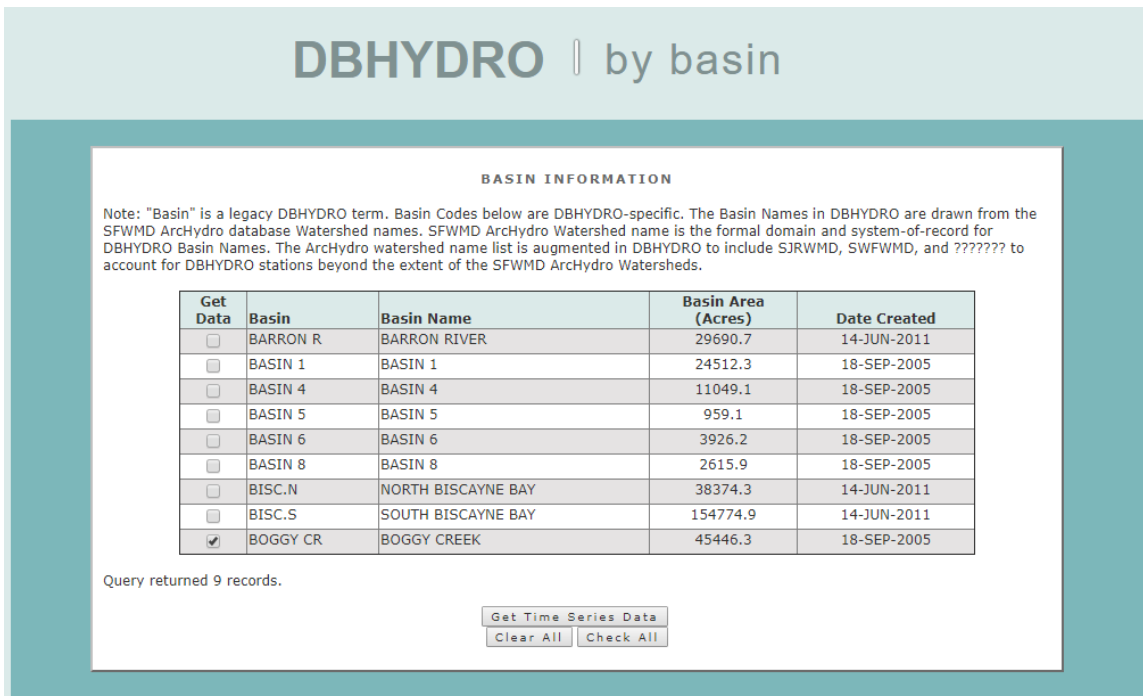 DBHYDRO | by basin
BASIN INFORMATION
Note: "Basin" is a legacy DBHYDRO term. Basin Codes below are DBHYDRO-specific. The Basin Names in DBHYDRO are drawn from the
SFWMD ArcHydro database Watershed names. SFWMD ArcHydro Watershed name is the formal domain and system-of-record for
DBHYDRO Basin Names. The ArcHydro watershed name list is augmented in DBHYDRO to include SJRWMD, SWFWMD, and ??????? to
account for DBHYDRO stations beyond the extent of the SFWMD ArcHydro Watersheds.
Get Data Basin Basin Name Basin Area (Acres) Date Created
BARRON R BARRON RIVER 29690.7 14-JUN-2011
BASIN 1 BASIN 1 24512.3 18-SEP-2005
BASIN 4 BASIN 4 11049.1 18-SEP-2005
BASIN 5 BASIN 5 959.1 18-SEP-2005
BASIN 6 BASIN 6 3926.2 18-SEP-2005
BASIN 8 BASIN 8 2615.9 18-SEP-2005
BISC.N NORTH BISCAYNE BAY 38374.3 14-JUN-2011
BISC.S SOUTH BISCAYNE BAY 154774.9 14-JUN-2011
BOGGY CR BOGGY CREEK 45446.3 18-SEP-2005
Query returned 9 records.
Get Time Series Data
Clear All Check All